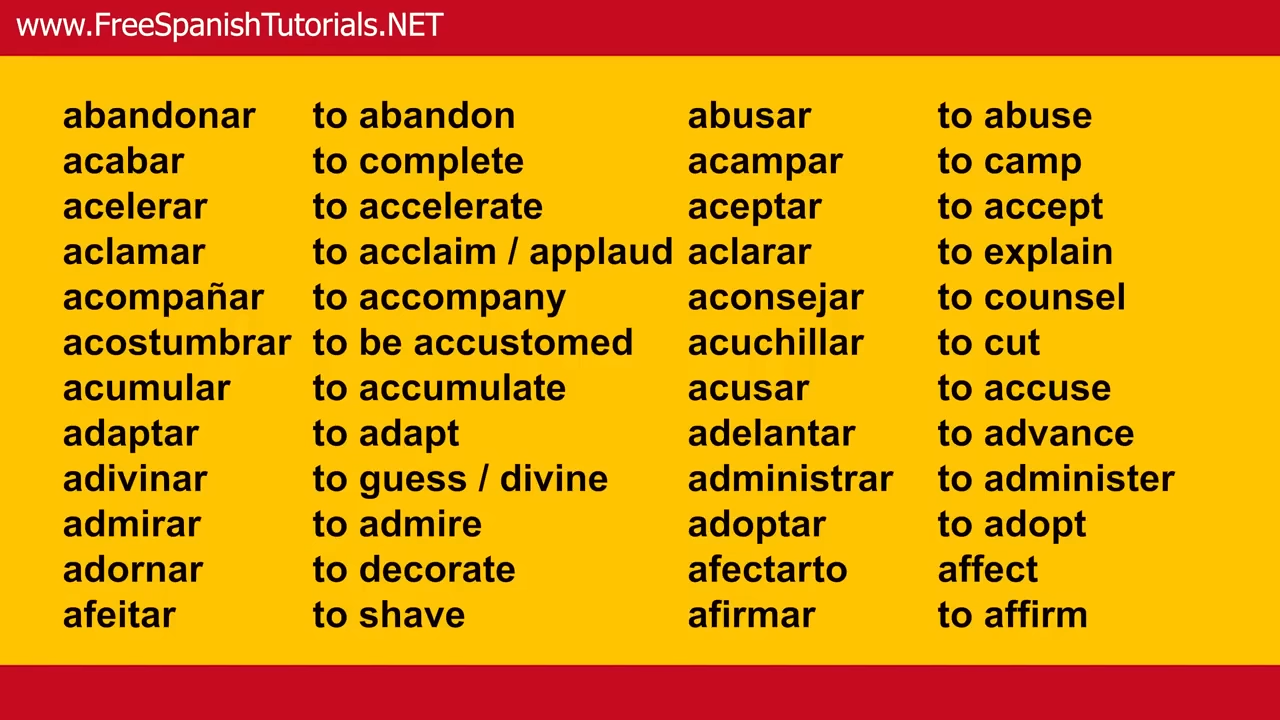 www.FreeSpanishTutorials.NET
abandonar to abandon abusar to abuse
acabar to complete acampar to camp
acelerar to accelerate aceptar to accept
aclamar to acclaim / applaud aclarar to explain
acompañar to accompany aconsejar to counsel
acostumbrar to be accustomed acuchillar to cut
acumular to accumulate acusar to accuse
adaptar to adapt adelantar to advance
adivinar to guess / divine administrar to administer
admirar to admire adoptar to adopt
adornar to decorate afectarto affect
afeitar to shave afirmar to affirm